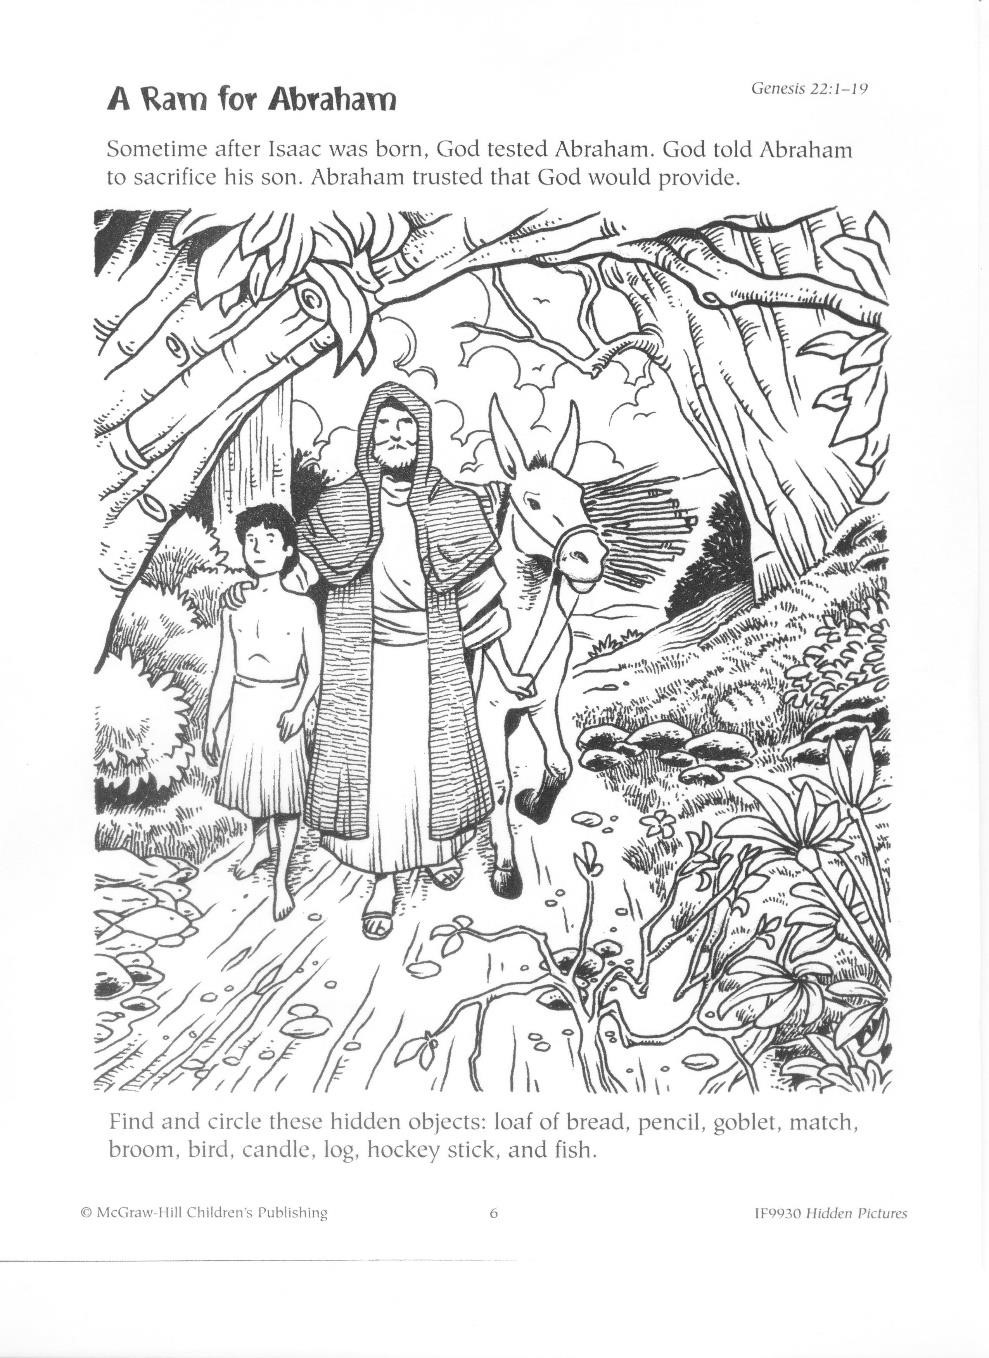 A Ram for Abraham
Genesis 22:1–19
Sometime after Isaac was born, God tested Abraham. God told Abraham
to sacrifice his son. Abraham trusted that God would provide.
Find and circle these hidden objects: loaf of bread, pencil, goblet, match,
broom, bird, candle, log, hockey stick, and fish.
© McGraw-Hill Children's Publishing
6
IF9930 Hidden Pictures